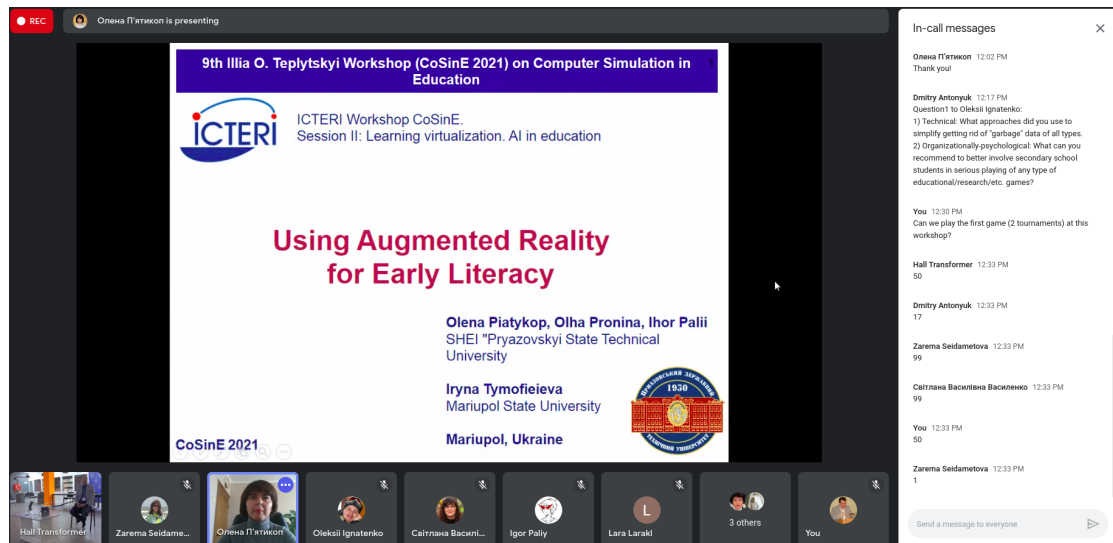 REC
Олена П'ятикоп is presenting
9th Illia O. Teplytskyi Workshop (CoSinE 2021) on Computer Simulation in
Education
1
ICTERI
ICTERI Workshop CoSinE.
Session II: Learning virtualization. AI in education
Using Augmented Reality
for Early Literacy
Olena Piatykop, Olha Pronina, Ihor Palii
SHEI "Pryazovskyi State Technical
University
Iryna Tymofieieva
Mariupol State University
Mariupol, Ukraine
ПРИАЗОВСЬКИЙ ДЕРЖАВНИЙ
1930
ТЕХНІЧНИЙ УНІВЕРСИТЕТ
CoSinE 2021
Hall Transformer
Zarema Seidame...
Олена П'ятикоп
Oleksii Ignatenko
Світлана Василі...
Igor Paliy
L
Lara Larakl
3 others
You
In-call messages
Олена П'ятикоп 12:02 PM
Thank you!
Dmitry Antonyuk 12:17 PM
Question1 to Oleksii Ignatenko:
1) Technical: What approaches did you use to
simplify getting rid of "garbage" data of all types.
2) Organizationally-psychological: What can you
recommend to better involve secondary school
students in serious playing of any type of
educational/research/etc. games?
You 12:30 PM
Can we play the first game (2 tournaments) at this
workshop?
Hall Transformer 12:33 PM
50
Dmitry Antonyuk 12:33 PM
17
Zarema Seidametova 12:33 PM
99
Світлана Василівна Василенко 12:33 PM
99
You 12:33 PM
50
Zarema Seidametova 12:33 PM
1
Send a message to everyone